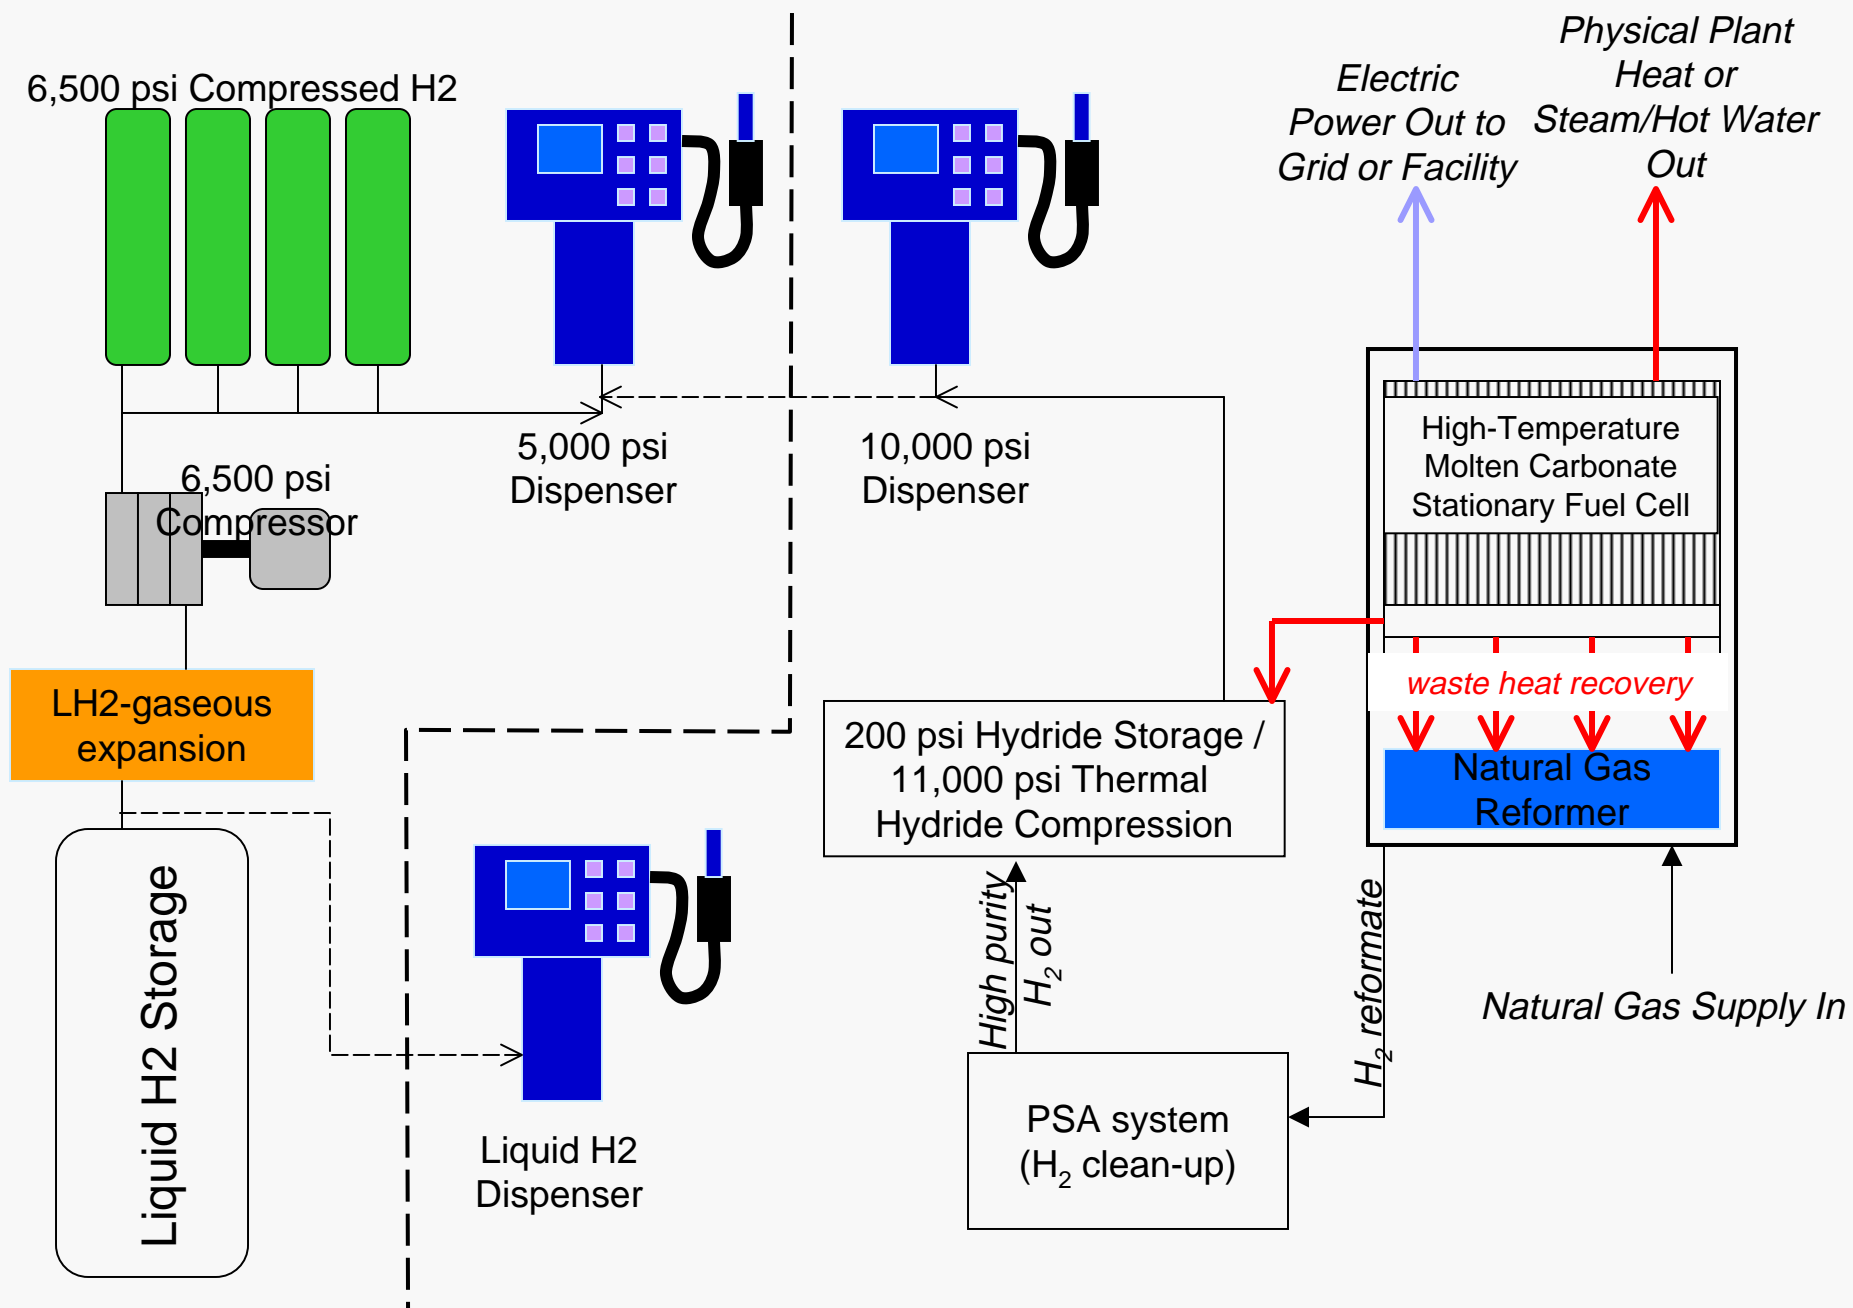 6,500 psi Compressed H2
Electric
Power Out to
Grid or Facility
Physical Plant
Heat or
Steam/Hot Water
Out
5,000 psi
Dispenser
10,000 psi
Dispenser
High-Temperature
Molten Carbonate
Stationary Fuel Cell
6,500 psi
Compressor
waste heat recovery
LH2-gaseous
expansion
200 psi Hydride Storage /
11,000 psi Thermal
Hydride Compression
Natural Gas
Reformer
Liquid H2 Storage
High purity
H₂ out
H₂ reformate
Natural Gas Supply In
Liquid H2
Dispenser
PSA system
(H₂ clean-up)